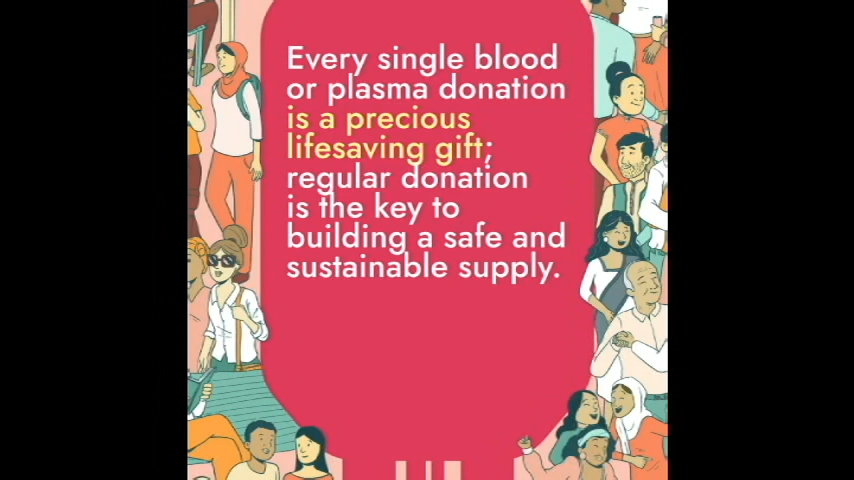 Every single blood
or plasma donation
is a precious
lifesaving gift;
regular donation
is the key to
building a safe and
sustainable supply.